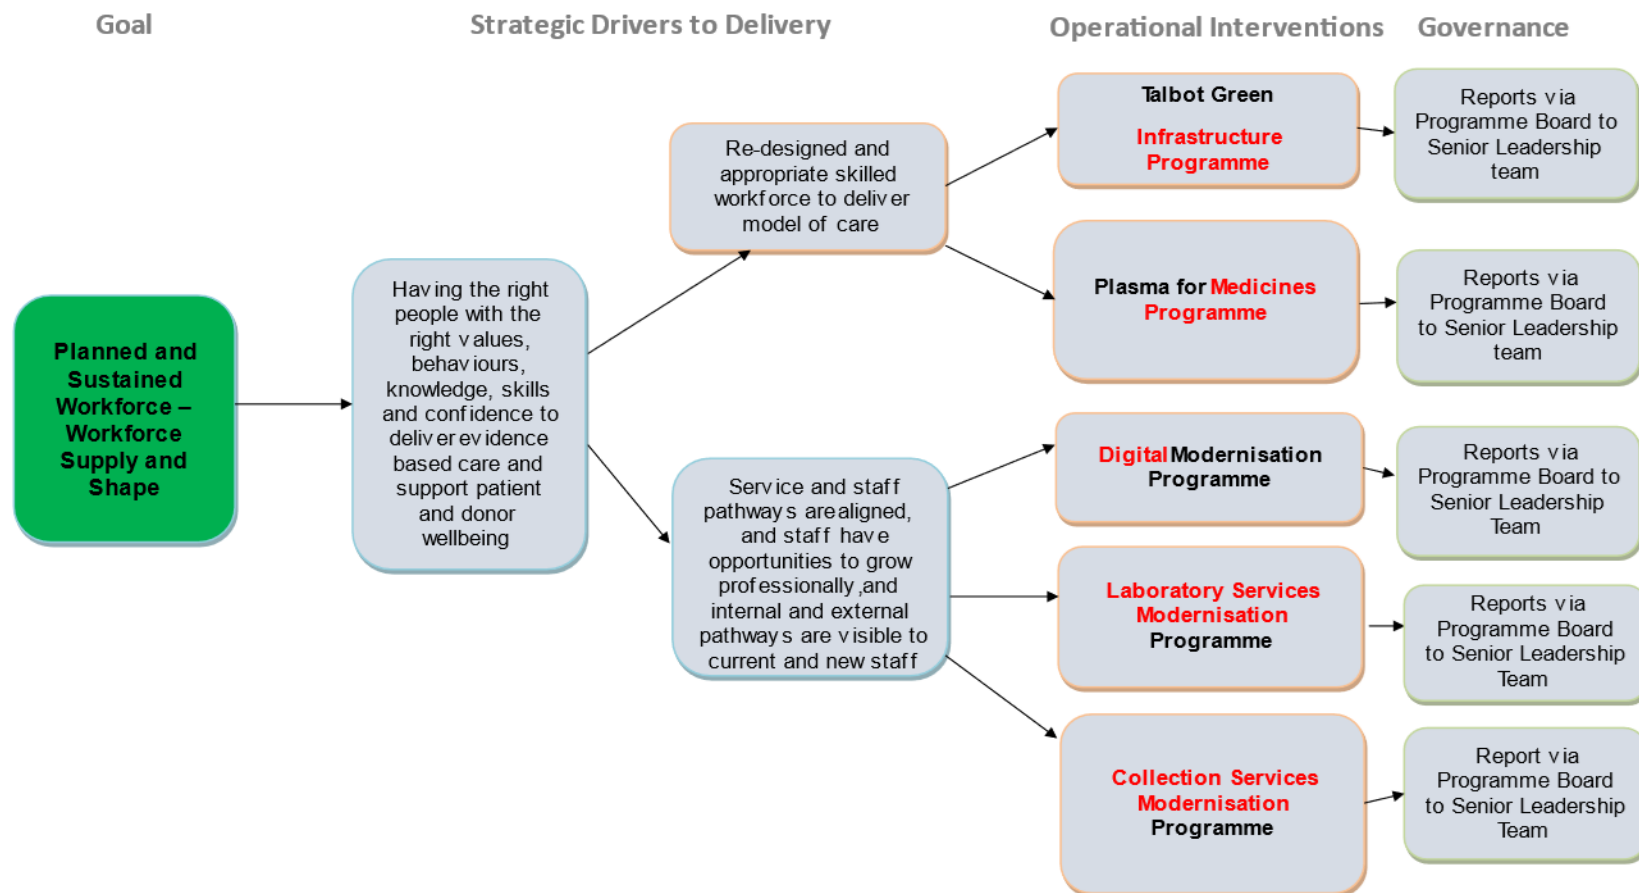 Goal
Strategic Drivers to Delivery
Operational Interventions
Governance
Planned and
Sustained
Workforce –
Workforce
Supply and
Shape
Having the right
people with the
right values,
behaviours,
knowledge, skills
and confidence to
deliver evidence
based care and
support patient
and donor
wellbeing
Re-designed and
appropriate skilled
workforce to deliver
model of care
Service and staff
pathways arealigned,
and staff have
opportunities to grow
professionally,and
internal and external
pathways are visible to
current and new staff
Talbot Green
Infrastructure
Programme
Reports via
Programme Board to
Senior Leadership
team
Plasma for Medicines
Programme
Reports via
Programme Board
to Senior Leadership
team
Digital Modernisation
Programme
Reports via
Programme Board to
Senior Leadership
Team
Laboratory Services
Modernisation
Programme
Reports via
Programme Board
to Senior Leadership
Team
Collection Services
Modernisation
Programme
Report via
Programme Board
to Senior Leadership
Team